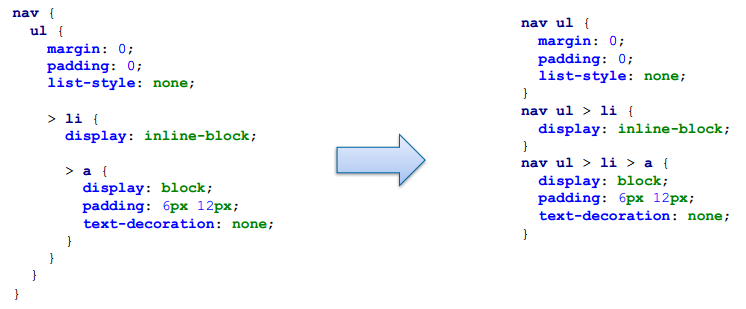 nav {
  ul {
    margin: 0;
    padding: 0;
    list-style: none;

    > li {
      display: inline-block;

      > a {
        display: block;
        padding: 6px 12px;
        text-decoration: none;
      }
    }
  }
}
nav ul {
  margin: 0;
  padding: 0;
  list-style: none;
}
nav ul > li {
  display: inline-block;
}
nav ul > li > a {
  display: block;
  padding: 6px 12px;
  text-decoration: none;
}